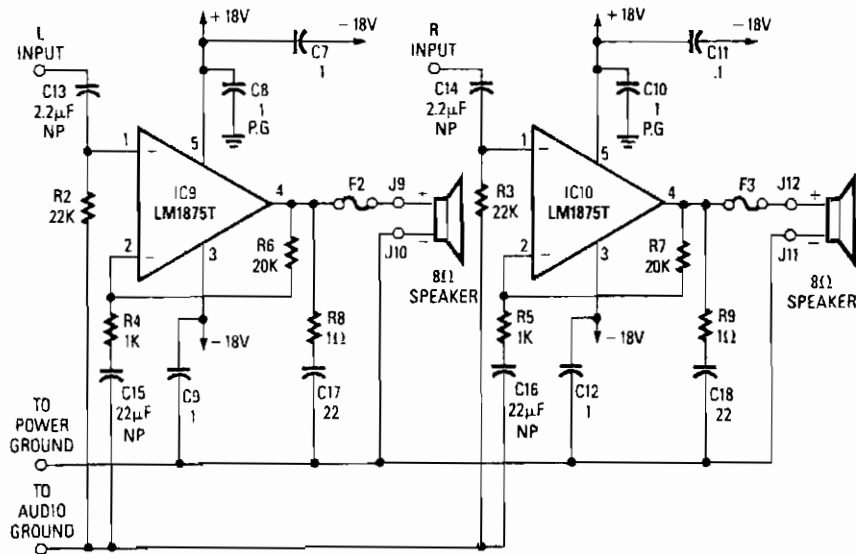 +18V
-18V
+18V
-18V
L
INPUT
C7
1
R
INPUT
C11
.1
C13
2.2µF
NP
C8
1
P.G
C14
2.2µF
NP
C10
1
P.G
1
−
5
1
−
5
R2
22K
IC9
LM1875T
4
F2
J9
+
R3
22K
IC10
LM1875T
4
F3
J12
+
2
−
3
R6
20K
J10
−
2
−
3
R7
20K
J11
−
8Ω
SPEAKER
8Ω
SPEAKER
R4
1K
-18V
R8
1Ω
R5
1K
-18V
R9
1Ω
C15
22µF
NP
C9
1
C17
22
C16
22µF
NP
C12
1
C18
22
TO
POWER
GROUND
TO
AUDIO
GROUND